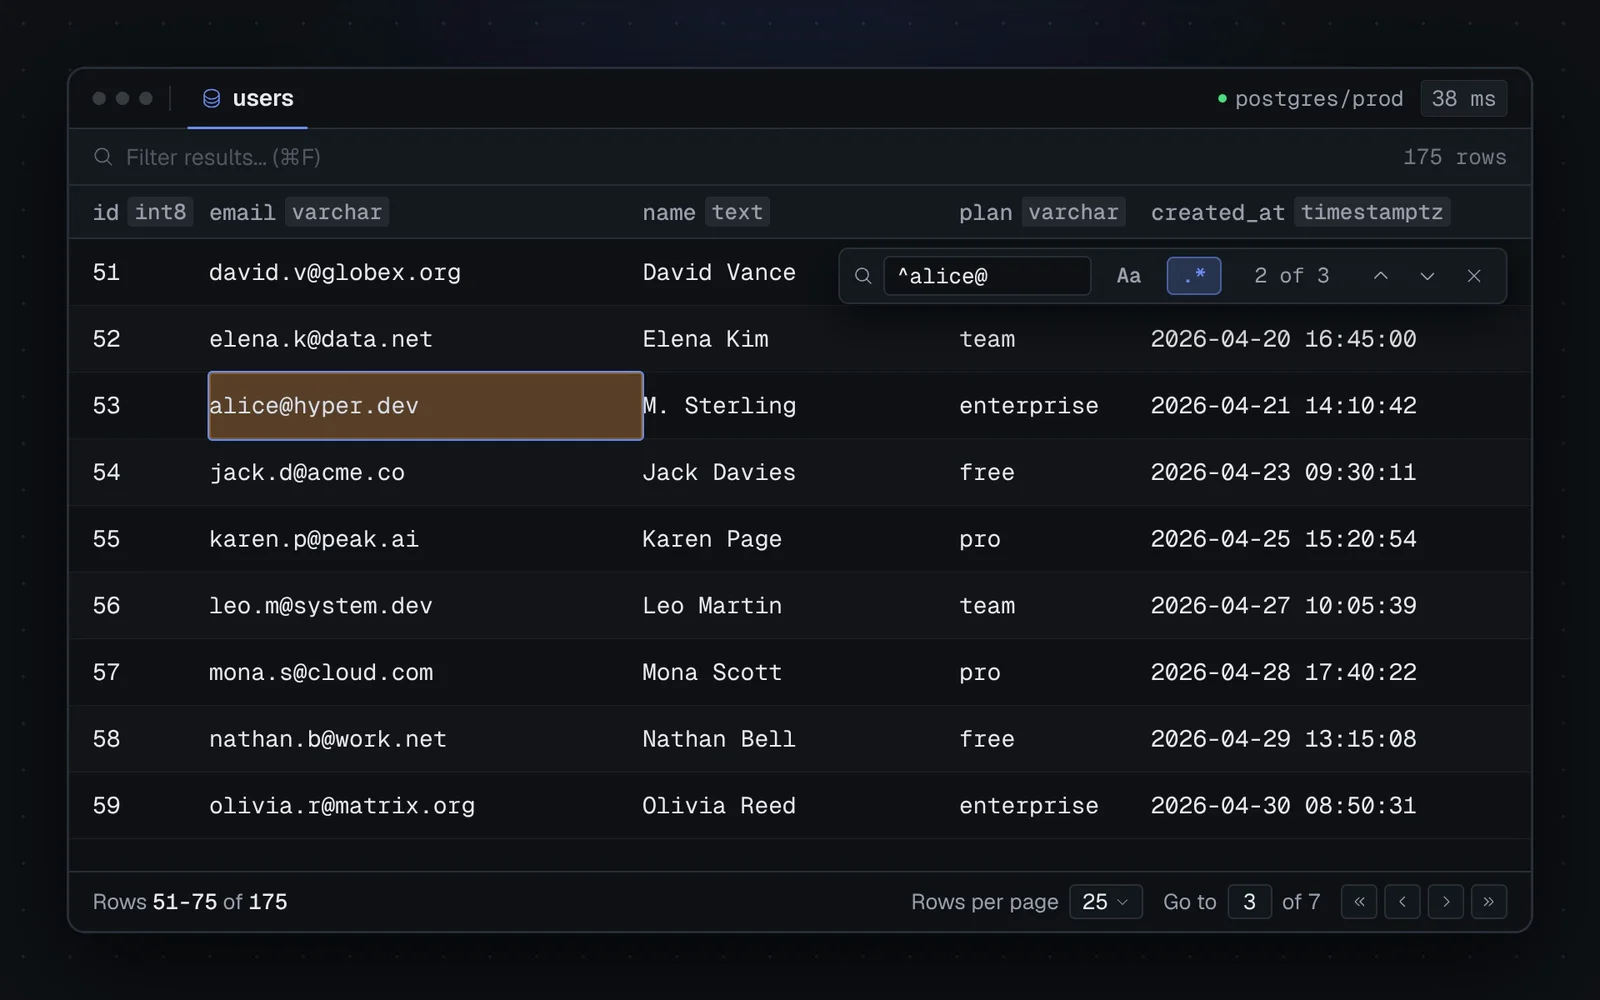 users postgres/prod 38 ms
Filter results... (⌘F) 175 rows
id int8 email varchar name text plan varchar created_at timestamptz
51 david.v@globex.org David Vance
^alice@ Aa .* 2 of 3
52 elena.k@data.net Elena Kim team 2026-04-20 16:45:00
53 alice@hyper.dev M. Sterling enterprise 2026-04-21 14:10:42
54 jack.d@acme.co Jack Davies free 2026-04-23 09:30:11
55 karen.p@peak.ai Karen Page pro 2026-04-25 15:20:54
56 leo.m@system.dev Leo Martin team 2026-04-27 10:05:39
57 mona.s@cloud.com Mona Scott pro 2026-04-28 17:40:22
58 nathan.b@work.net Nathan Bell free 2026-04-29 13:15:08
59 olivia.r@matrix.org Olivia Reed enterprise 2026-04-30 08:50:31
Rows 51-75 of 175 Rows per page 25 Go to 3 of 7 « ‹ › »